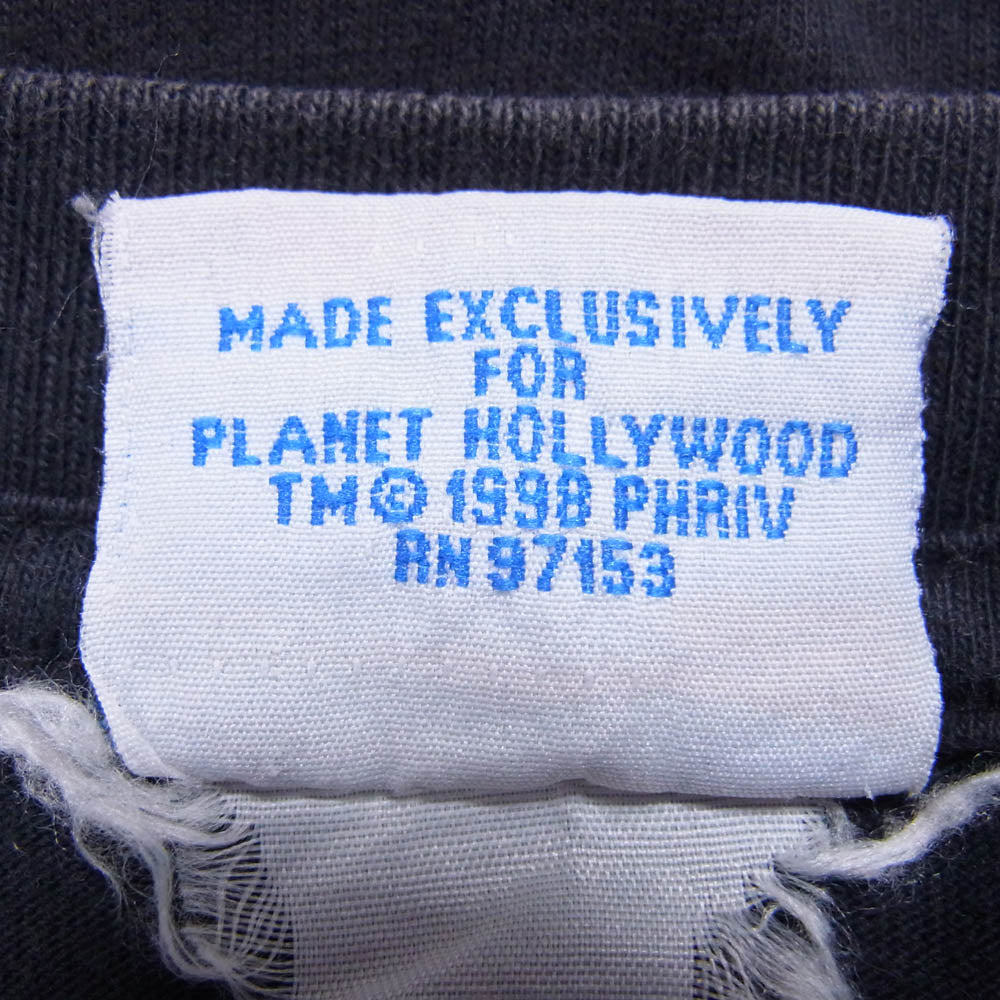 MADE EXCLUSIVELY
FOR
PLANET HOLLYWOOD
TM © 1998 PHRIV
RN 97153